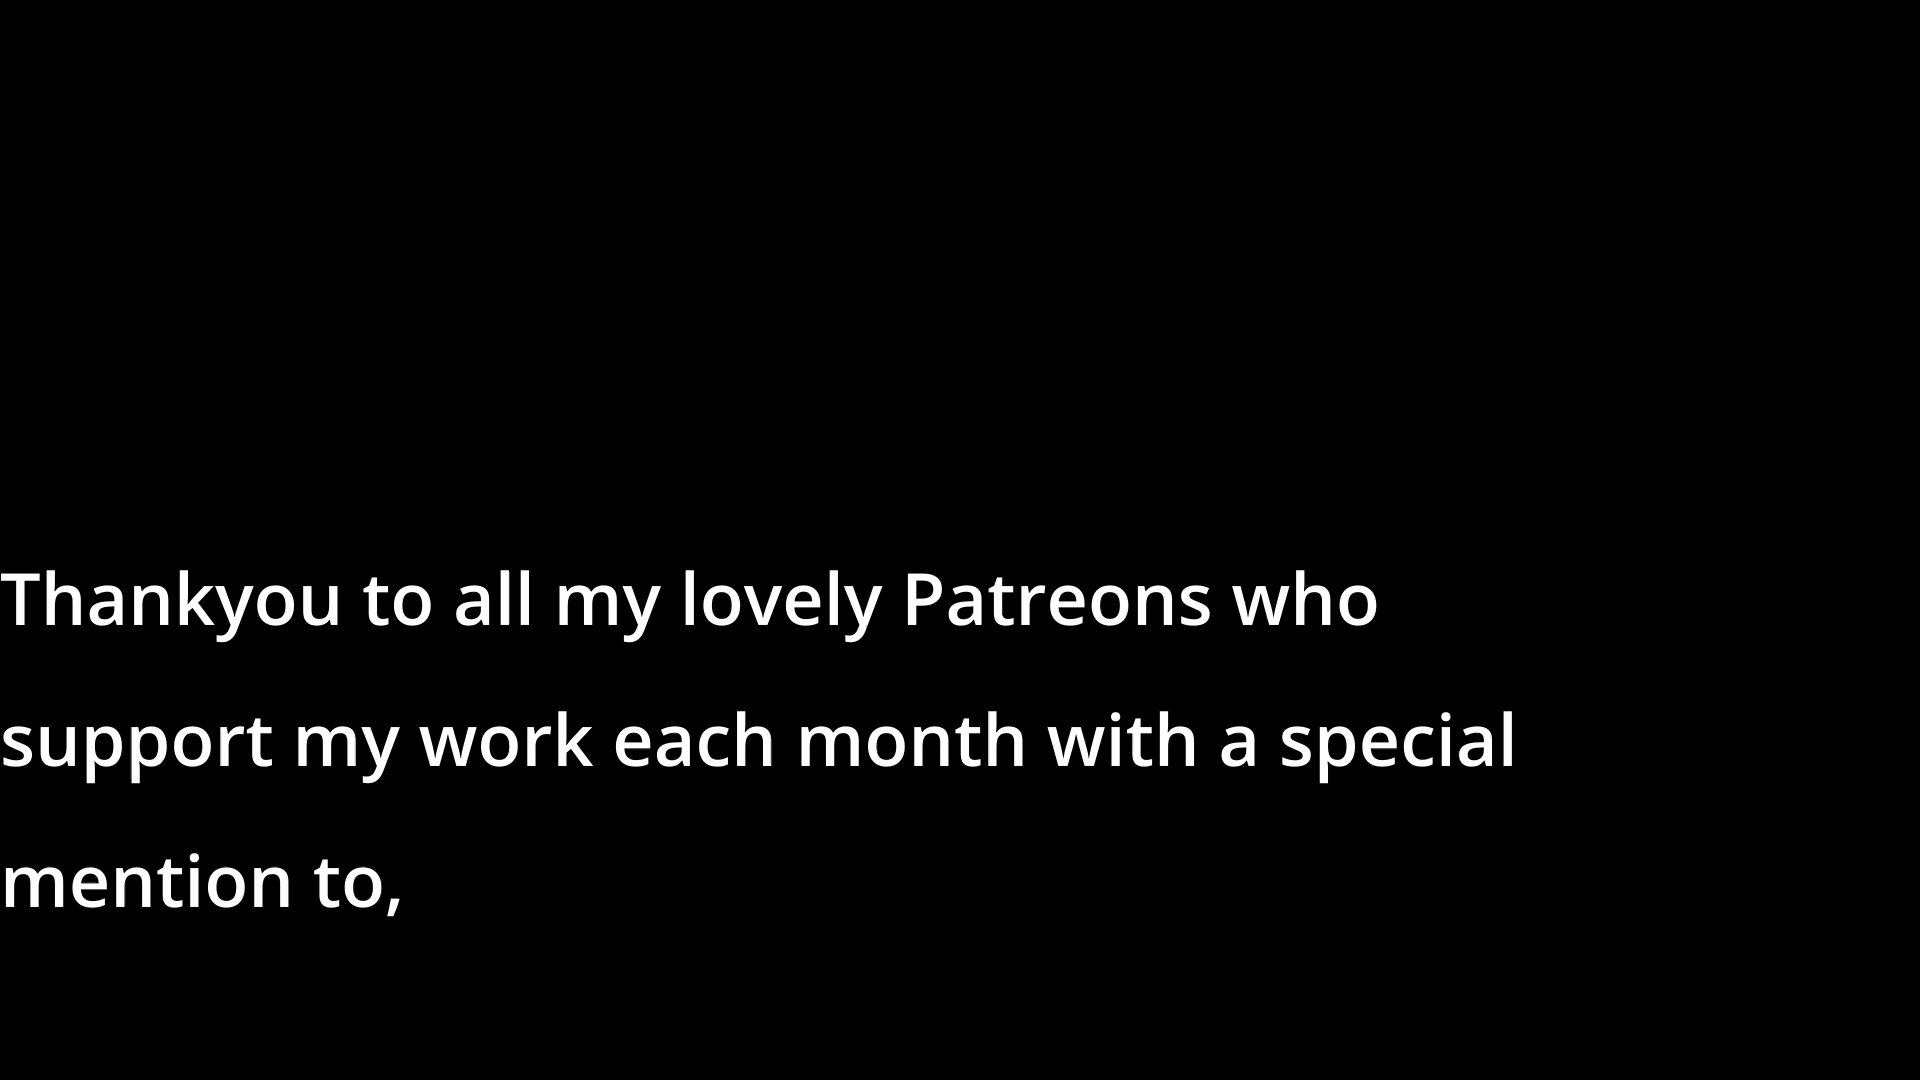 Thankyou to all my lovely Patreons who
support my work each month with a special
mention to,